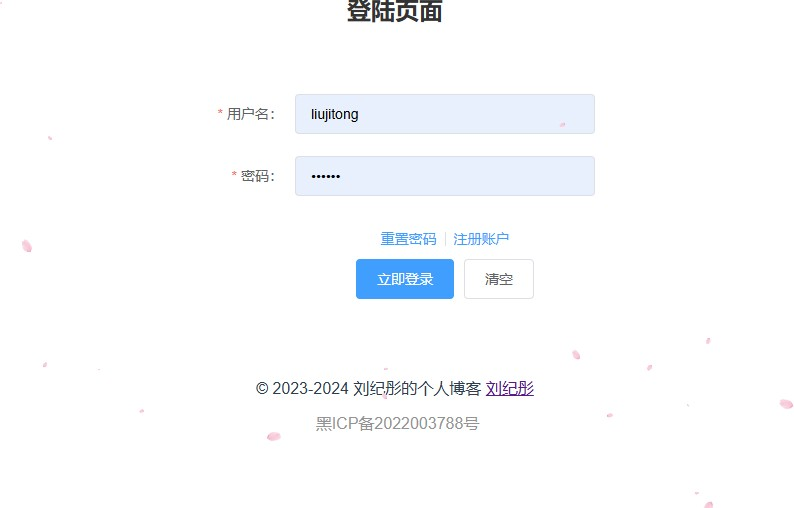 登陆页面
* 用户名： liujitong
* 密码： ••••••
重置密码 注册账户
立即登录 清空
© 2023-2024 刘纪彤的个人博客 刘纪彤
黑ICP备2022003788号